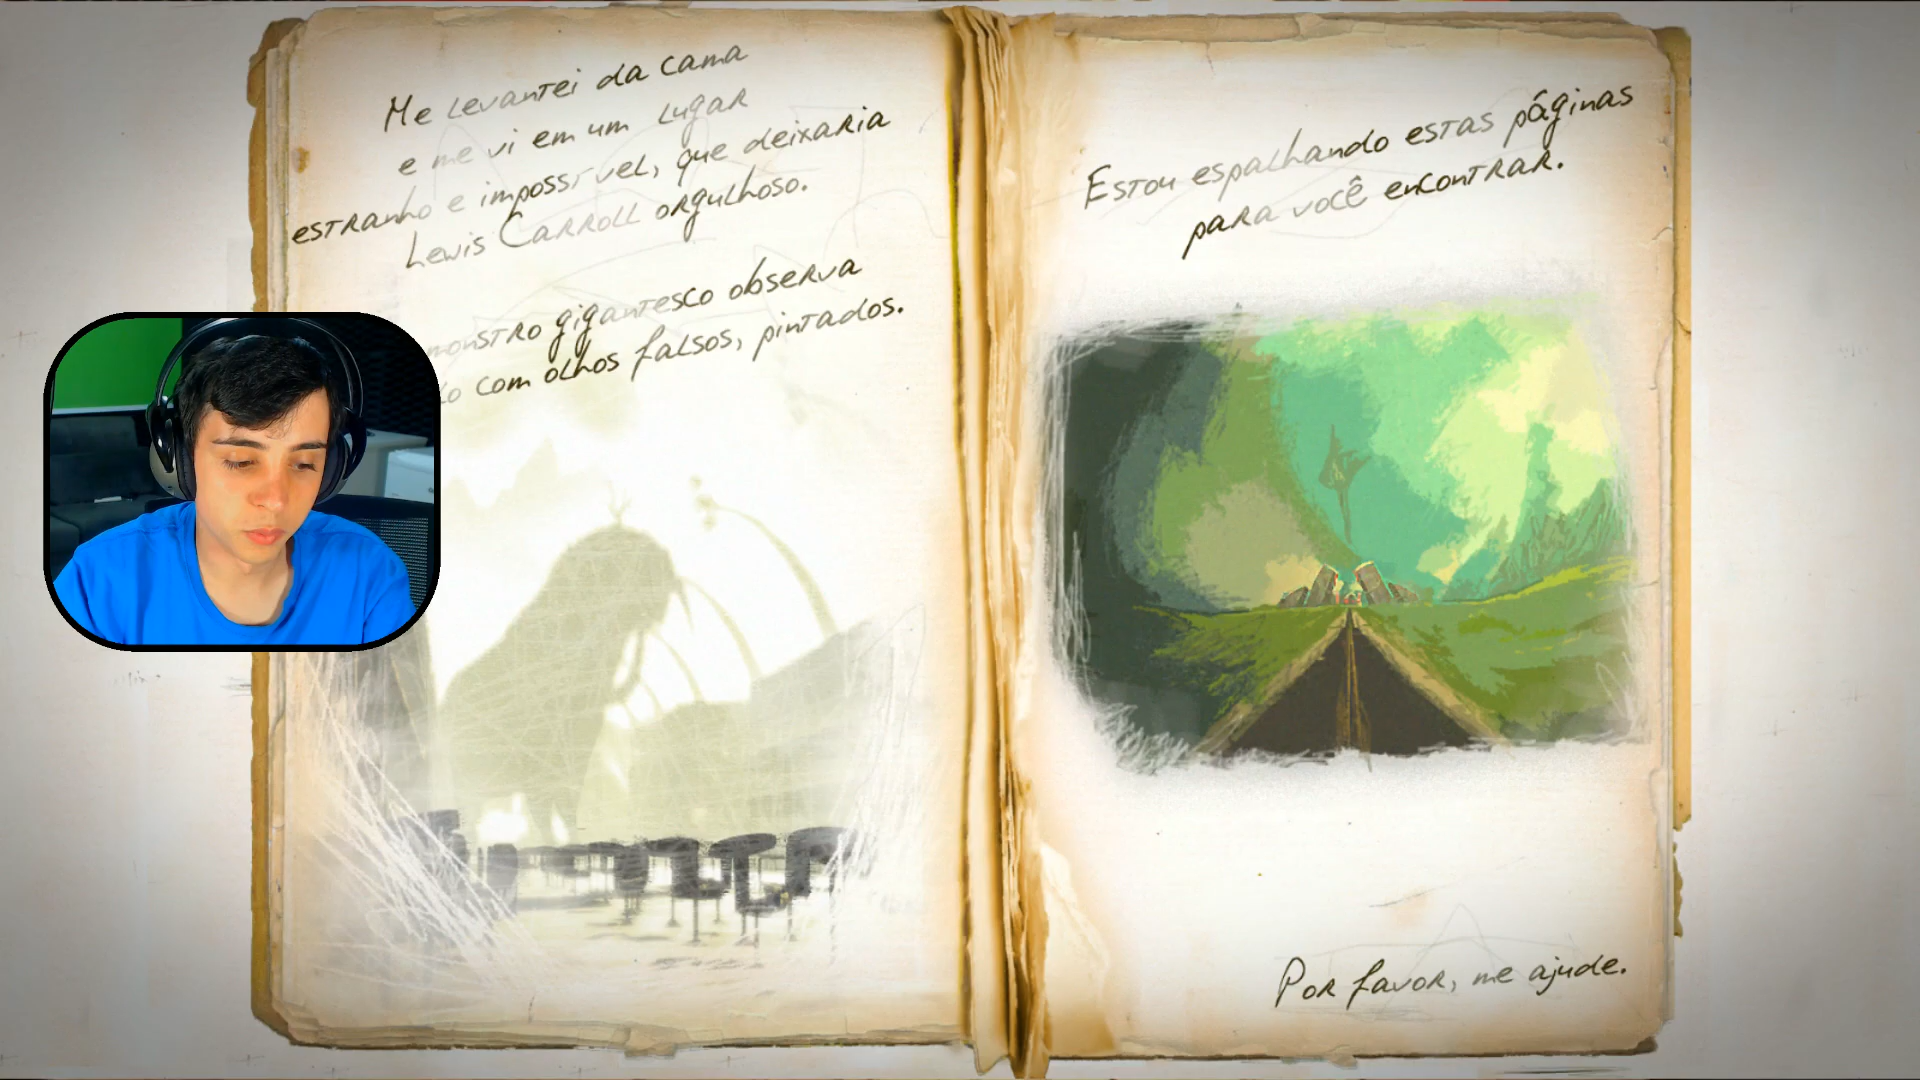 Me levantei da cama
e me vi em um lugar
estranho e impossível, que deixaria
Lewis Carroll orgulhoso.
monstro gigantesco observa
com olhos falsos, pintados.
Estou espalhando estas páginas
para você encontrar.
Por favor, me ajude.